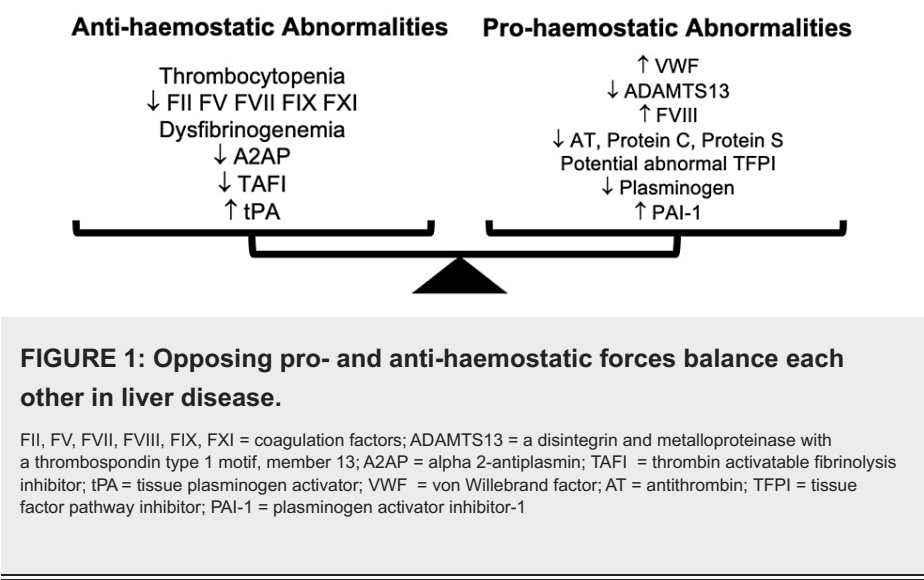 Anti-haemostatic Abnormalities
Thrombocytopenia
↓ FII FV FVII FIX FXI
Dysfibrinogenemia
↓ A2AP
↓ TAFI
↑ tPA
Pro-haemostatic Abnormalities
↑ VWF
↓ ADAMTS13
↑ FVIII
↓ AT, Protein C, Protein S
Potential abnormal TFPI
↓ Plasminogen
↑ PAI-1
FIGURE 1: Opposing pro- and anti-haemostatic forces balance each
other in liver disease.
FII, FV, FVII, FVIII, FIX, FXI = coagulation factors; ADAMTS13 = a disintegrin and metalloproteinase with
a thrombospondin type 1 motif, member 13; A2AP = alpha 2-antiplasmin; TAFI = thrombin activatable fibrinolysis
inhibitor; tPA = tissue plasminogen activator; VWF = von Willebrand factor; AT = antithrombin; TFPI = tissue
factor pathway inhibitor; PAI-1 = plasminogen activator inhibitor-1